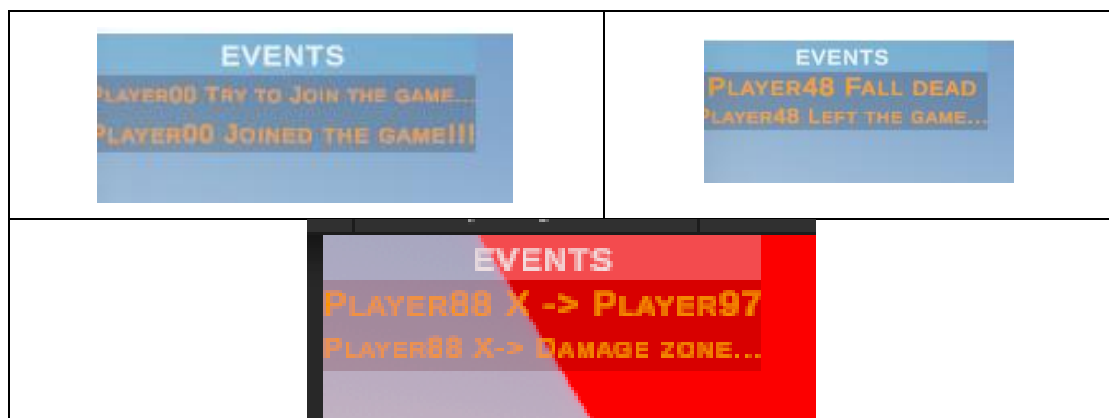 EVENTS
Player00 Try to Join the game...
Player00 Joined the game!!!
EVENTS
Player48 Fall dead
Player48 Left the game...
EVENTS
Player88 X -> Player97
Player88 X-> Damage zone...